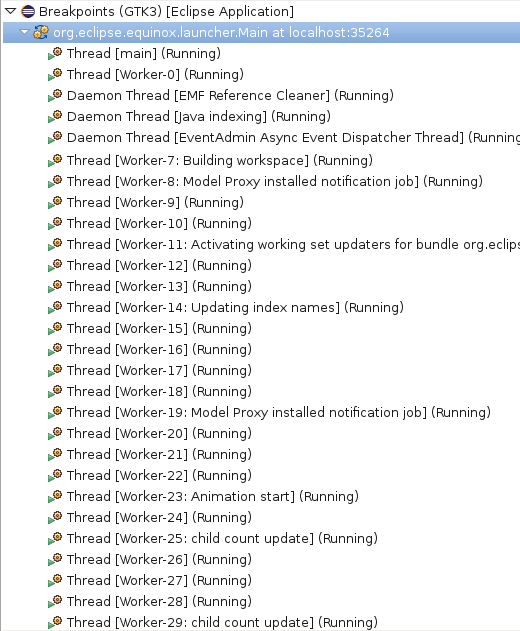 Breakpoints (GTK3) [Eclipse Application]
org.eclipse.equinox.launcher.Main at localhost:35264
Thread [main] (Running)
Thread [Worker-0] (Running)
Daemon Thread [EMF Reference Cleaner] (Running)
Daemon Thread [Java indexing] (Running)
Daemon Thread [EventAdmin Async Event Dispatcher Thread] (Running
Thread [Worker-7: Building workspace] (Running)
Thread [Worker-8: Model Proxy installed notification job] (Running)
Thread [Worker-9] (Running)
Thread [Worker-10] (Running)
Thread [Worker-11: Activating working set updaters for bundle org.eclips
Thread [Worker-12] (Running)
Thread [Worker-13] (Running)
Thread [Worker-14: Updating index names] (Running)
Thread [Worker-15] (Running)
Thread [Worker-16] (Running)
Thread [Worker-17] (Running)
Thread [Worker-18] (Running)
Thread [Worker-19: Model Proxy installed notification job] (Running)
Thread [Worker-20] (Running)
Thread [Worker-21] (Running)
Thread [Worker-22] (Running)
Thread [Worker-23: Animation start] (Running)
Thread [Worker-24] (Running)
Thread [Worker-25: child count update] (Running)
Thread [Worker-26] (Running)
Thread [Worker-27] (Running)
Thread [Worker-28] (Running)
Thread [Worker-29: child count update] (Running)